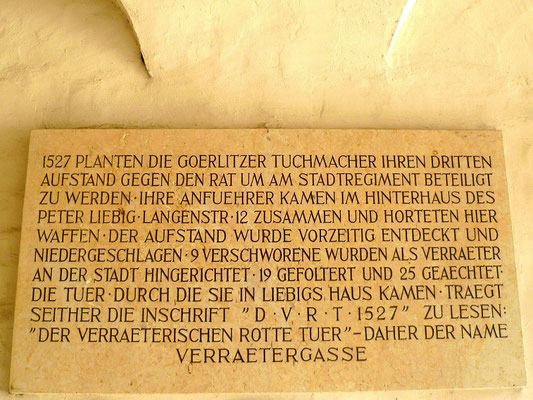 1527 PLANTEN DIE GOERLITZER TUCHMACHER IHREN DRITTEN
AUFSTAND GEGEN DEN RAT UM AM STADTREGIMENT BETEILIGT
ZU WERDEN · IHRE ANFUEHRER KAMEN IM HINTERHAUS DES
PETER LIEBIG · LANGENSTR · 12 ZUSAMMEN UND HORTETEN HIER
WAFFEN · DER AUFSTAND WURDE VORZEITIG ENTDECKT UND
NIEDERGESCHLAGEN · 9 VERSCHWORENE WURDEN ALS VERRAETER
AN DER STADT HINGERICHTET · 19 GEFOLTERT UND 25 GEAECHTET ·
DIE TUER · DURCH DIE SIE IN LIEBIGS HAUS KAMEN · TRAEGT
SEITHER DIE INSCHRIFT "D · V · R · T · 1527" ZU LESEN:
"DER VERRAETERISCHEN ROTTE TUER" – DAHER DER NAME
VERRAETERGASSE